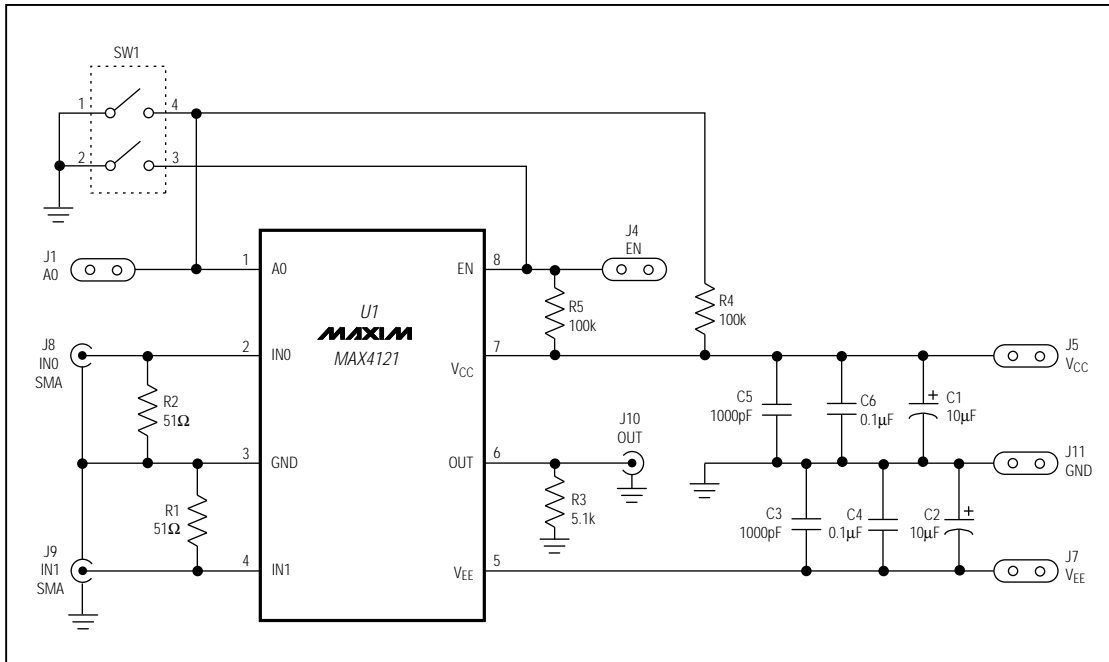 SW1
1
4
2
3
J1
A0
1
A0
EN
8
J4
EN
U1
MAXIM
MAX4121
R5
100k
R4
100k
J8
IN0
SMA
2
IN0
VCC
7
J5
VCC
R2
51Ω
C5
1000pF
C6
0.1µF
+
C1
10µF
J10
OUT
3
GND
OUT
6
J11
GND
R1
51Ω
R3
5.1k
C3
1000pF
C4
0.1µF
+
C2
10µF
J9
IN1
SMA
4
IN1
VEE
5
J7
VEE